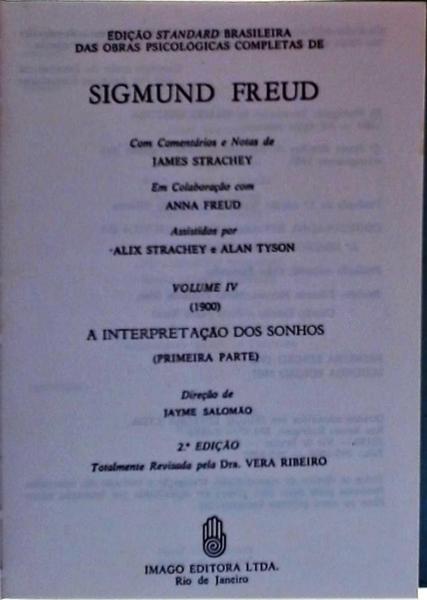 EDIÇÃO STANDARD BRASILEIRA
DAS OBRAS PSICOLÓGICAS COMPLETAS DE
SIGMUND FREUD
Com Comentários e Notas de
JAMES STRACHEY
Em Colaboração com
ANNA FREUD
Assistidos por
ALIX STRACHEY e ALAN TYSON
VOLUME IV
(1900)
A INTERPRETAÇÃO DOS SONHOS
(PRIMEIRA PARTE)
Direção de
JAYME SALOMÃO
2.ª EDIÇÃO
Totalmente Revisada pela Dra. VERA RIBEIRO
IMAGO EDITORA LTDA.
Rio de Janeiro